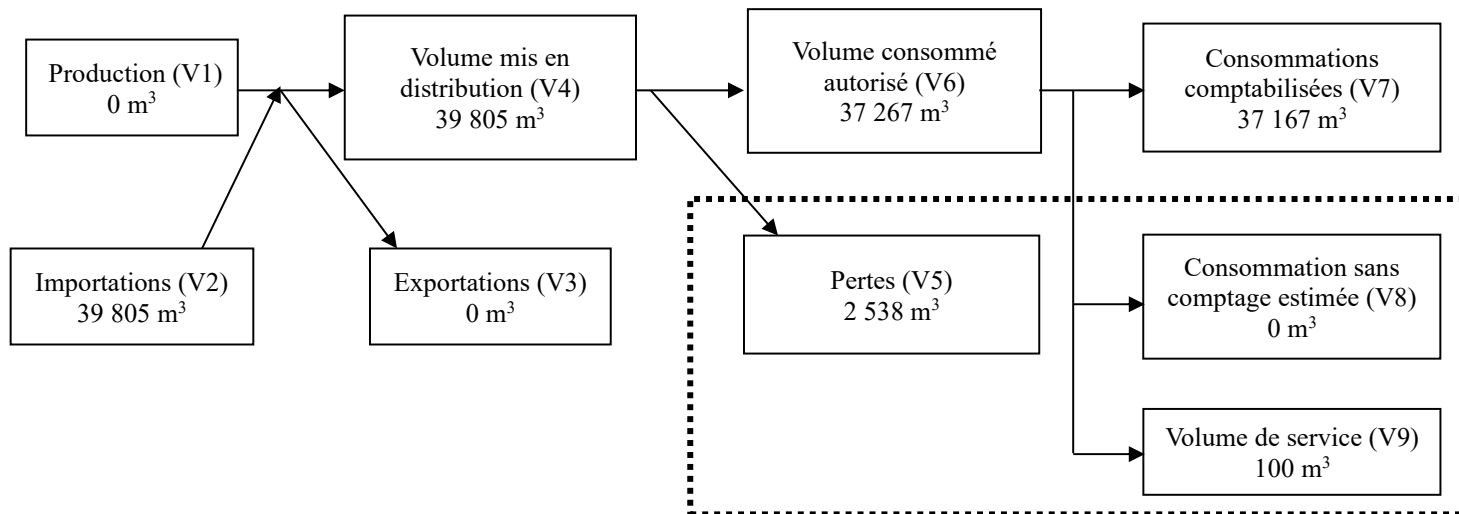 Production (V1)
0 m³
Volume mis en
distribution (V4)
39 805 m³
Volume consommé
autorisé (V6)
37 267 m³
Consommations
comptabilisées (V7)
37 167 m³
Importations (V2)
39 805 m³
Exportations (V3)
0 m³
Pertes (V5)
2 538 m³
Consommation sans
comptage estimée (V8)
0 m³
Volume de service (V9)
100 m³